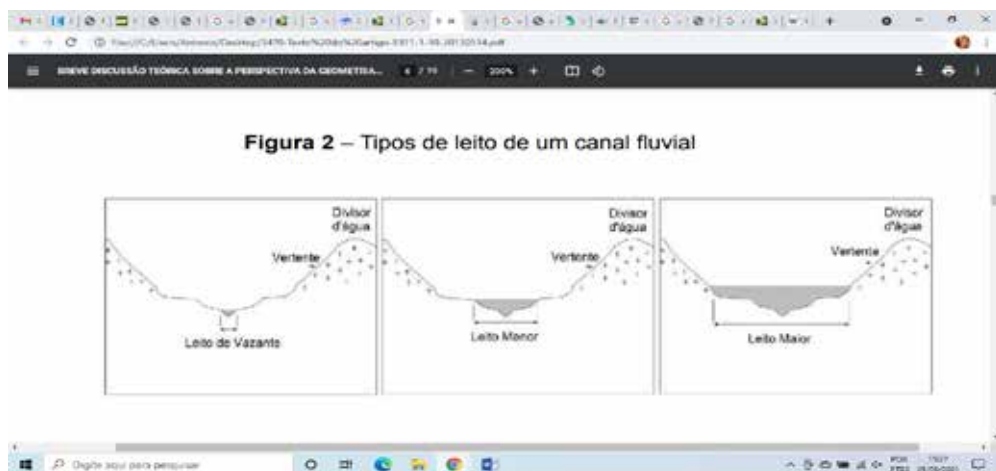 BREVE DISCUSSÃO TEÓRICA SOBRE A PERSPECTIVA DA GEOMETRIA...
200%
Figura 2 – Tipos de leito de um canal fluvial
Divisor
d'água
Vertente
Leito de Vazante
Divisor
d'água
Vertente
Leito Menor
Divisor
d'água
Vertente
Leito Maior
Digite aqui para pesquisar